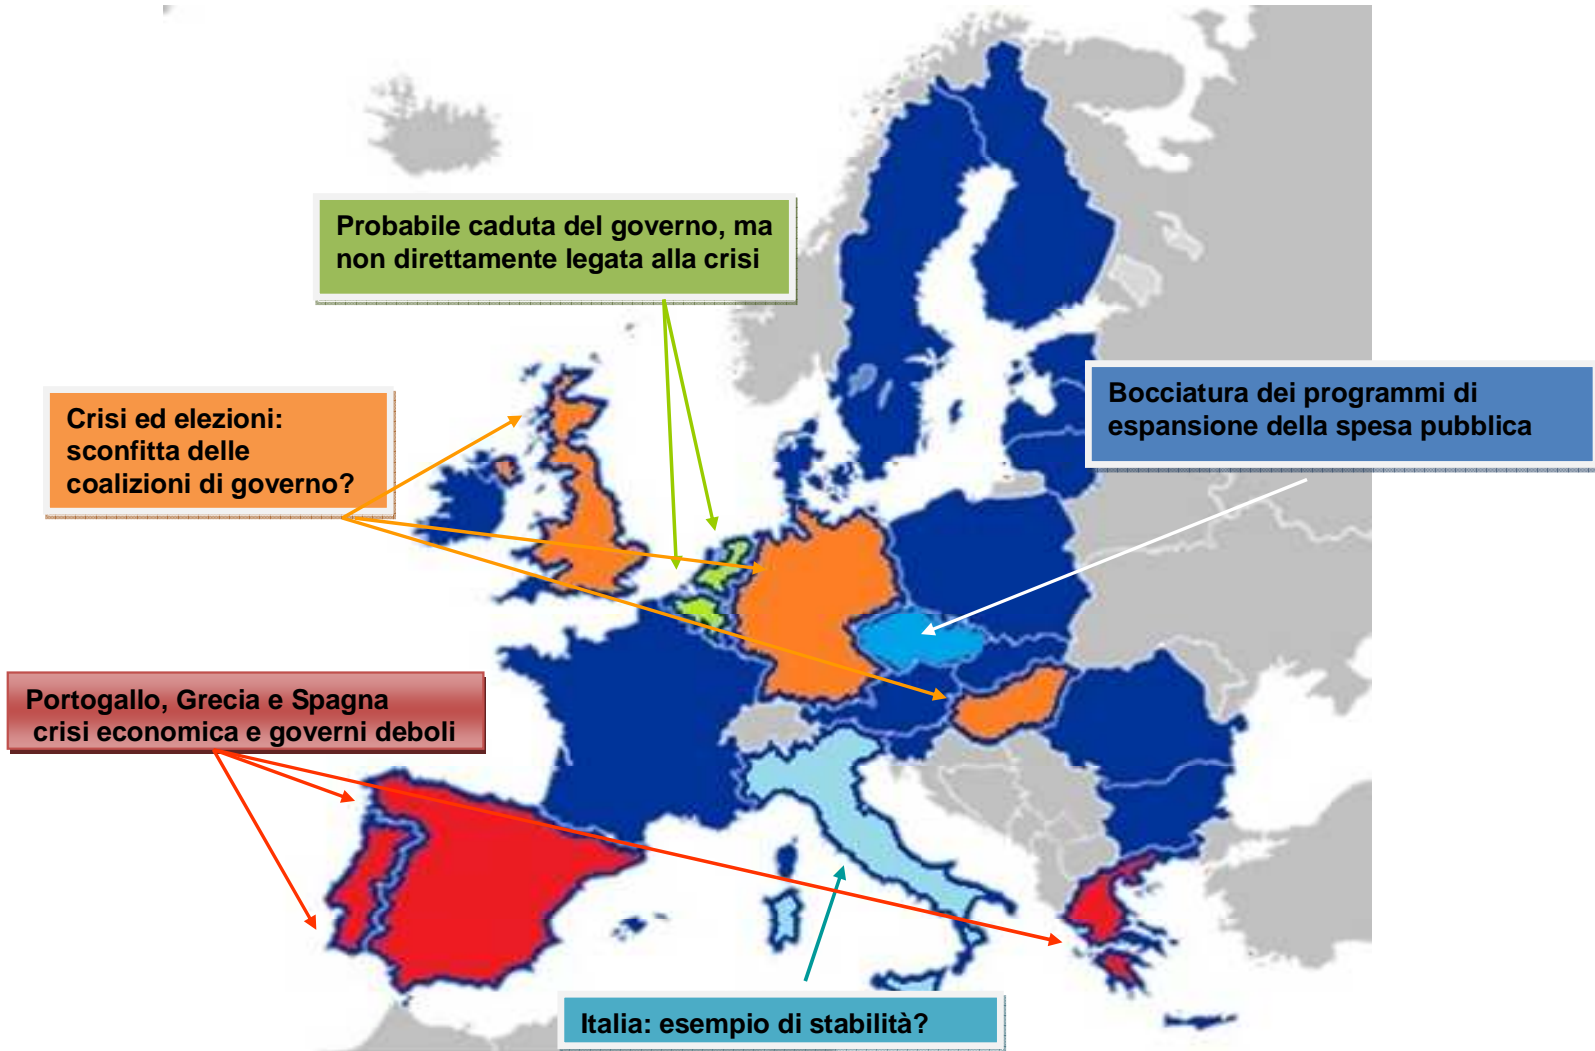 Probabile caduta del governo, ma
non direttamente legata alla crisi
Crisi ed elezioni:
sconfitta delle
coalizioni di governo?
Bocciatura dei programmi di
espansione della spesa pubblica
Portogallo, Grecia e Spagna
crisi economica e governi deboli
Italia: esempio di stabilità?